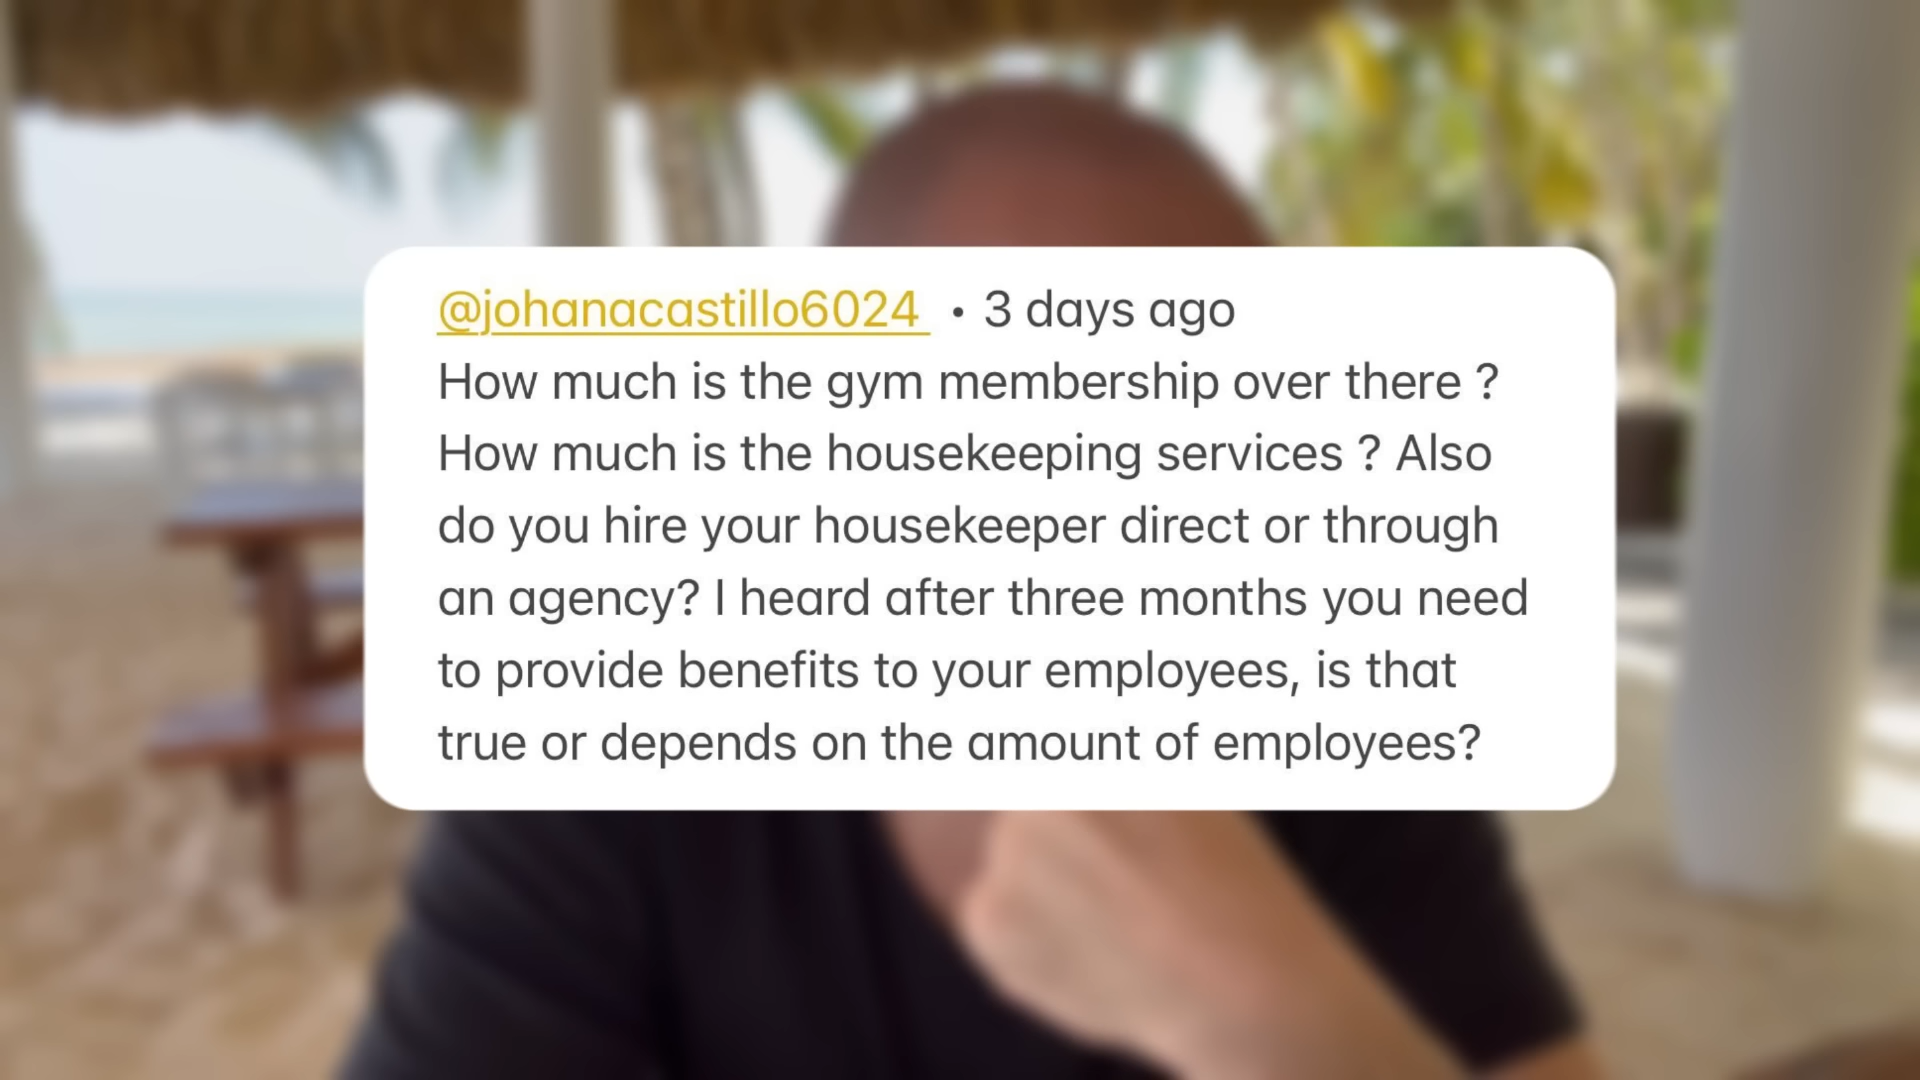 @johanacastillo6024 • 3 days ago
How much is the gym membership over there ?
How much is the housekeeping services ? Also
do you hire your housekeeper direct or through
an agency? I heard after three months you need
to provide benefits to your employees, is that
true or depends on the amount of employees?